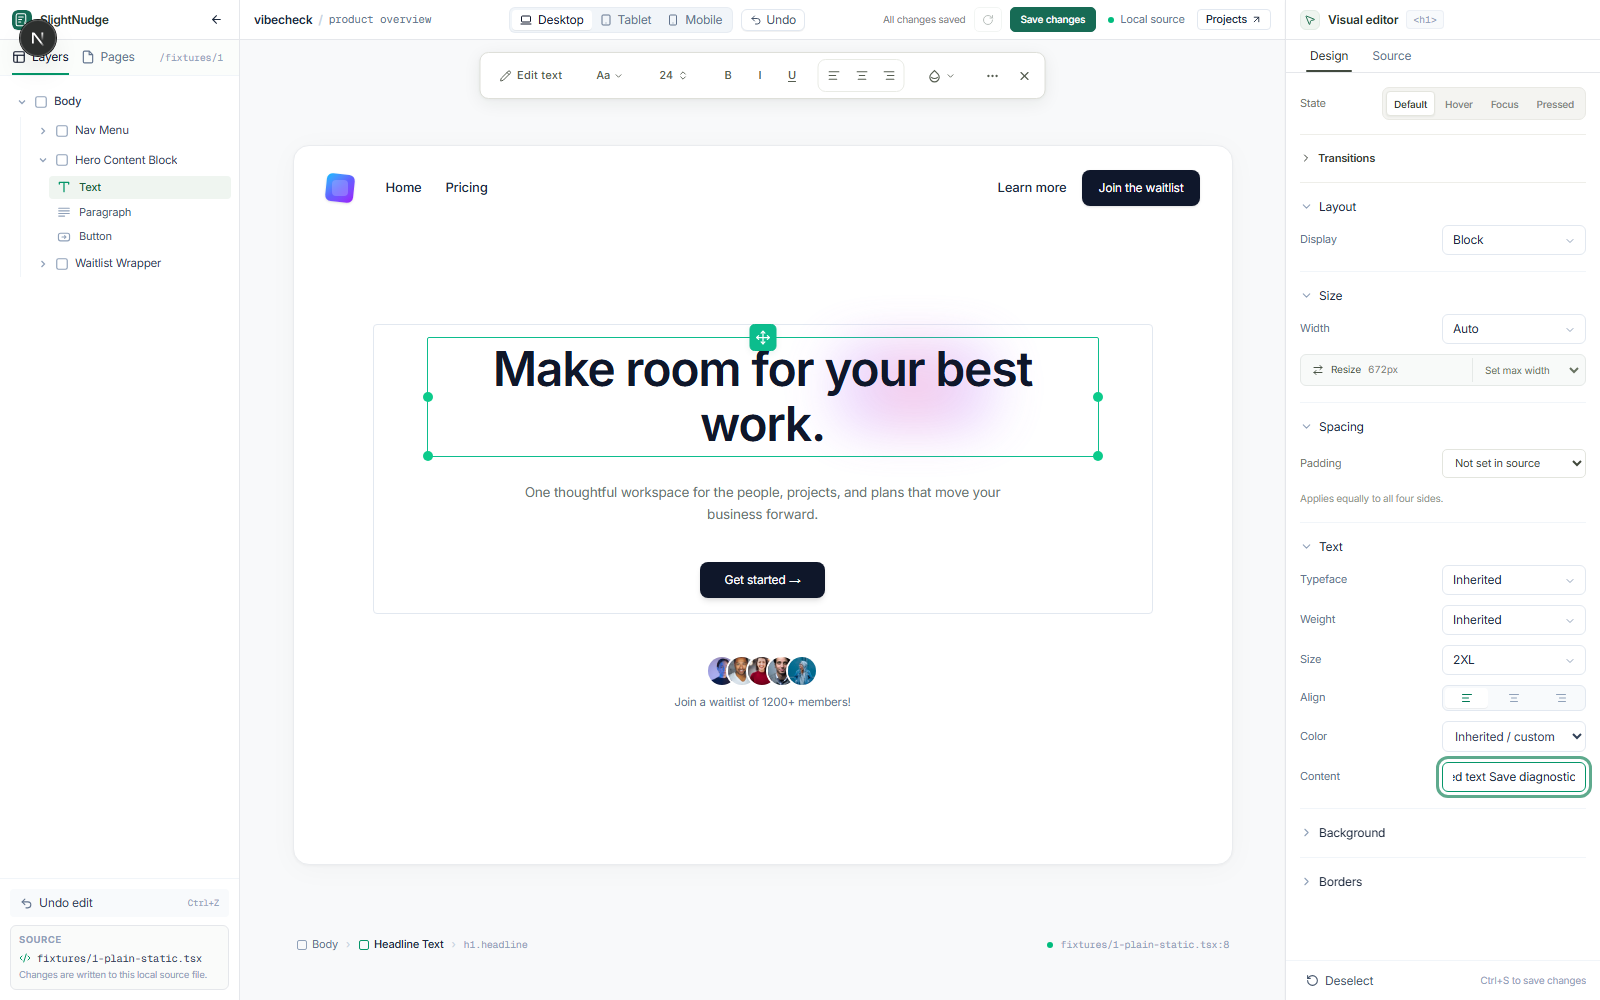 SlightNudge
N
Layers
Pages
/fixtures/1
Body
Nav Menu
Hero Content Block
Text
Paragraph
Button
Waitlist Wrapper
Undo edit
Ctrl+Z
SOURCE
fixtures/1-plain-static.tsx
Changes are written to this local source file.
vibecheck / product overview
Desktop
Tablet
Mobile
Undo
All changes saved
Save changes
Local source
Projects
Edit text
Aa
24
B
I
U
Home
Pricing
Learn more
Join the waitlist
Make room for your best
work.
One thoughtful workspace for the people, projects, and plans that move your
business forward.
Get started →
Join a waitlist of 1200+ members!
Body › Headline Text › h1.headline
fixtures/1-plain-static.tsx:8
Visual editor
<h1>
Design
Source
State
Default
Hover
Focus
Pressed
Transitions
Layout
Display
Block
Size
Width
Auto
Resize 672px
Set max width
Spacing
Padding
Not set in source
Applies equally to all four sides.
Text
Typeface
Inherited
Weight
Inherited
Size
2XL
Align
Color
Inherited / custom
Content
ed text Save diagnostic
Background
Borders
Deselect
Ctrl+S to save changes